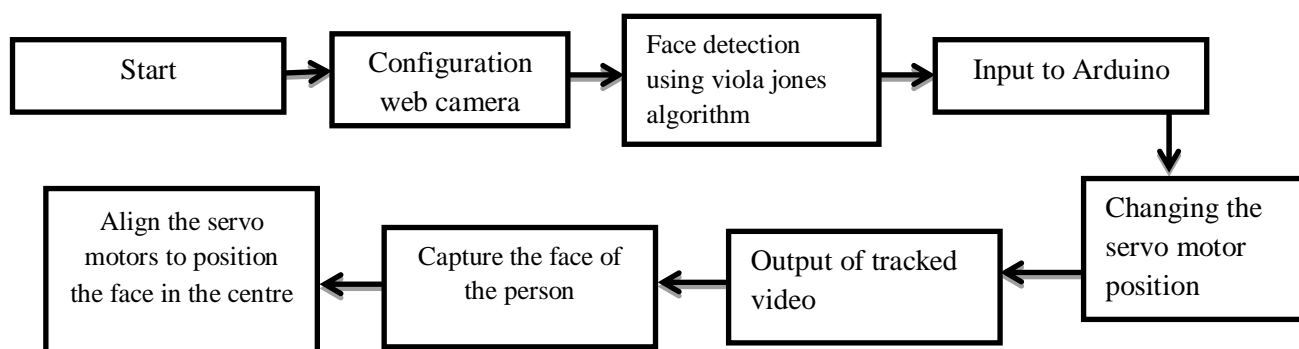 Start
Configuration
web camera
Face detection
using viola jones
algorithm
Input to Arduino
Changing the
servo motor
position
Output of tracked
video
Capture the face of
the person
Align the servo
motors to position
the face in the centre